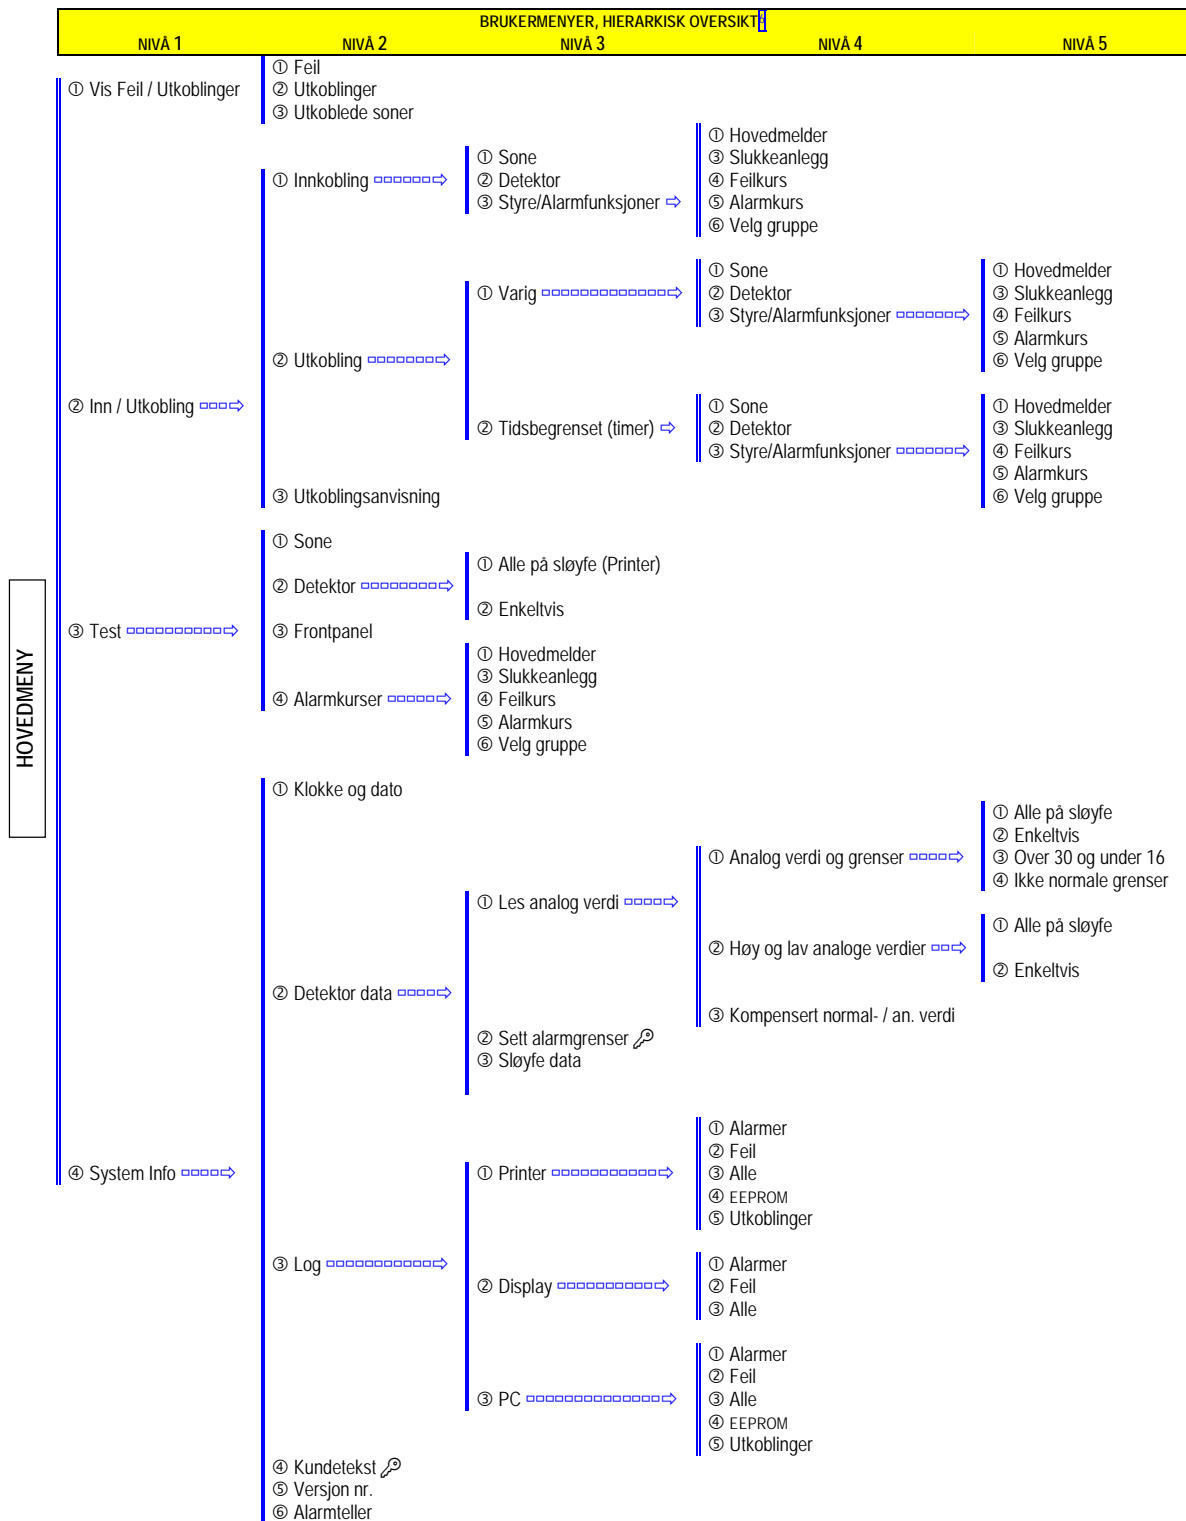 BRUKERMENYER, HIERARKISK OVERSIKT
NIVÅ 1 NIVÅ 2 NIVÅ 3 NIVÅ 4 NIVÅ 5
HOVEDMENY
① Vis Feil / Utkoblinger
① Feil
② Utkoblinger
③ Utkoblede soner
② Inn / Utkobling
① Innkobling
① Sone
② Detektor
③ Styre/Alarmfunksjoner
① Hovedmelder
③ Slukkeanlegg
④ Feilkurs
⑤ Alarmkurs
⑥ Velg gruppe
② Utkobling
① Varig
① Sone
② Detektor
③ Styre/Alarmfunksjoner
① Hovedmelder
③ Slukkeanlegg
④ Feilkurs
⑤ Alarmkurs
⑥ Velg gruppe
② Tidsbegrenset (timer)
① Sone
② Detektor
③ Styre/Alarmfunksjoner
① Hovedmelder
③ Slukkeanlegg
④ Feilkurs
⑤ Alarmkurs
⑥ Velg gruppe
③ Utkoblingsanvisning
③ Test
① Sone
② Detektor
① Alle på sløyfe (Printer)
② Enkeltvis
③ Frontpanel
④ Alarmkurser
① Hovedmelder
③ Slukkeanlegg
④ Feilkurs
⑤ Alarmkurs
⑥ Velg gruppe
④ System Info
① Klokke og dato
② Detektor data
① Les analog verdi
① Analog verdi og grenser
① Alle på sløyfe
② Enkeltvis
③ Over 30 og under 16
④ Ikke normale grenser
② Høy og lav analoge verdier
① Alle på sløyfe
② Enkeltvis
③ Kompensert normal- / an. verdi
② Sett alarmgrenser
③ Sløyfe data
③ Log
① Printer
① Alarmer
② Feil
③ Alle
④ EEPROM
⑤ Utkoblinger
② Display
① Alarmer
② Feil
③ Alle
③ PC
① Alarmer
② Feil
③ Alle
④ EEPROM
⑤ Utkoblinger
④ Kundetekst
⑤ Versjon nr.
⑥ Alarmteller